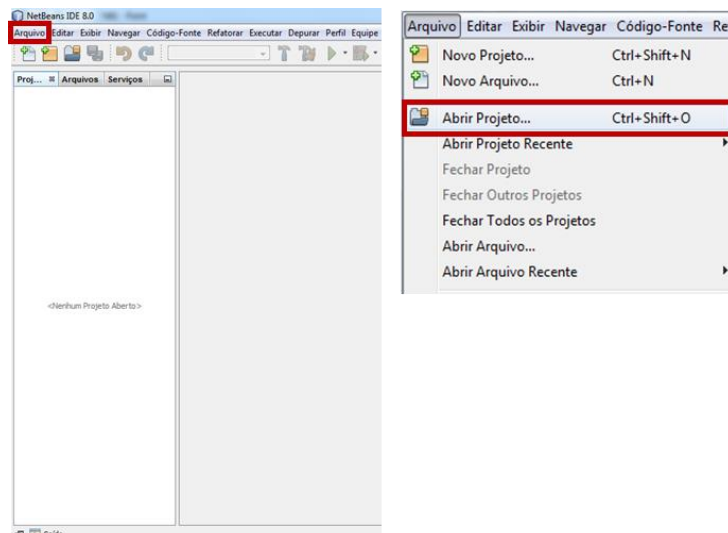 NetBeans IDE 8.0
Arquivo Editar Exibir Navegar Código-Fonte Refatorar Executar Depurar Perfil Equipe
Proj... Arquivos Serviços
<Nenhum Projeto Aberto>
Arquivo Editar Exibir Navegar Código-Fonte Re
Novo Projeto... Ctrl+Shift+N
Novo Arquivo... Ctrl+N
Abrir Projeto... Ctrl+Shift+O
Abrir Projeto Recente
Fechar Projeto
Fechar Outros Projetos
Fechar Todos os Projetos
Abrir Arquivo...
Abrir Arquivo Recente